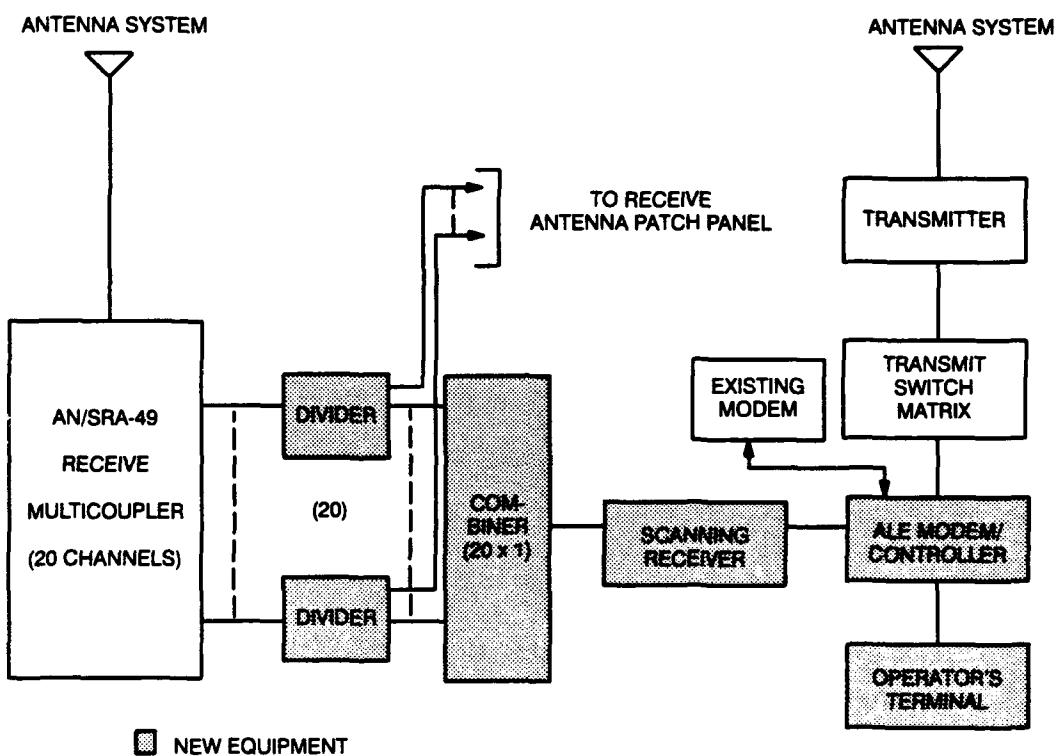 ANTENNA SYSTEM
ANTENNA SYSTEM
TO RECEIVE
ANTENNA PATCH PANEL
TRANSMITTER
AN/SRA-49
RECEIVE
MULTICOUPLER
(20 CHANNELS)
DIVIDER
(20)
DIVIDER
COM-
BINER
(20 x 1)
SCANNING
RECEIVER
EXISTING
MODEM
TRANSMIT
SWITCH
MATRIX
ALE MODEM/
CONTROLLER
OPERATOR'S
TERMINAL
NEW EQUIPMENT